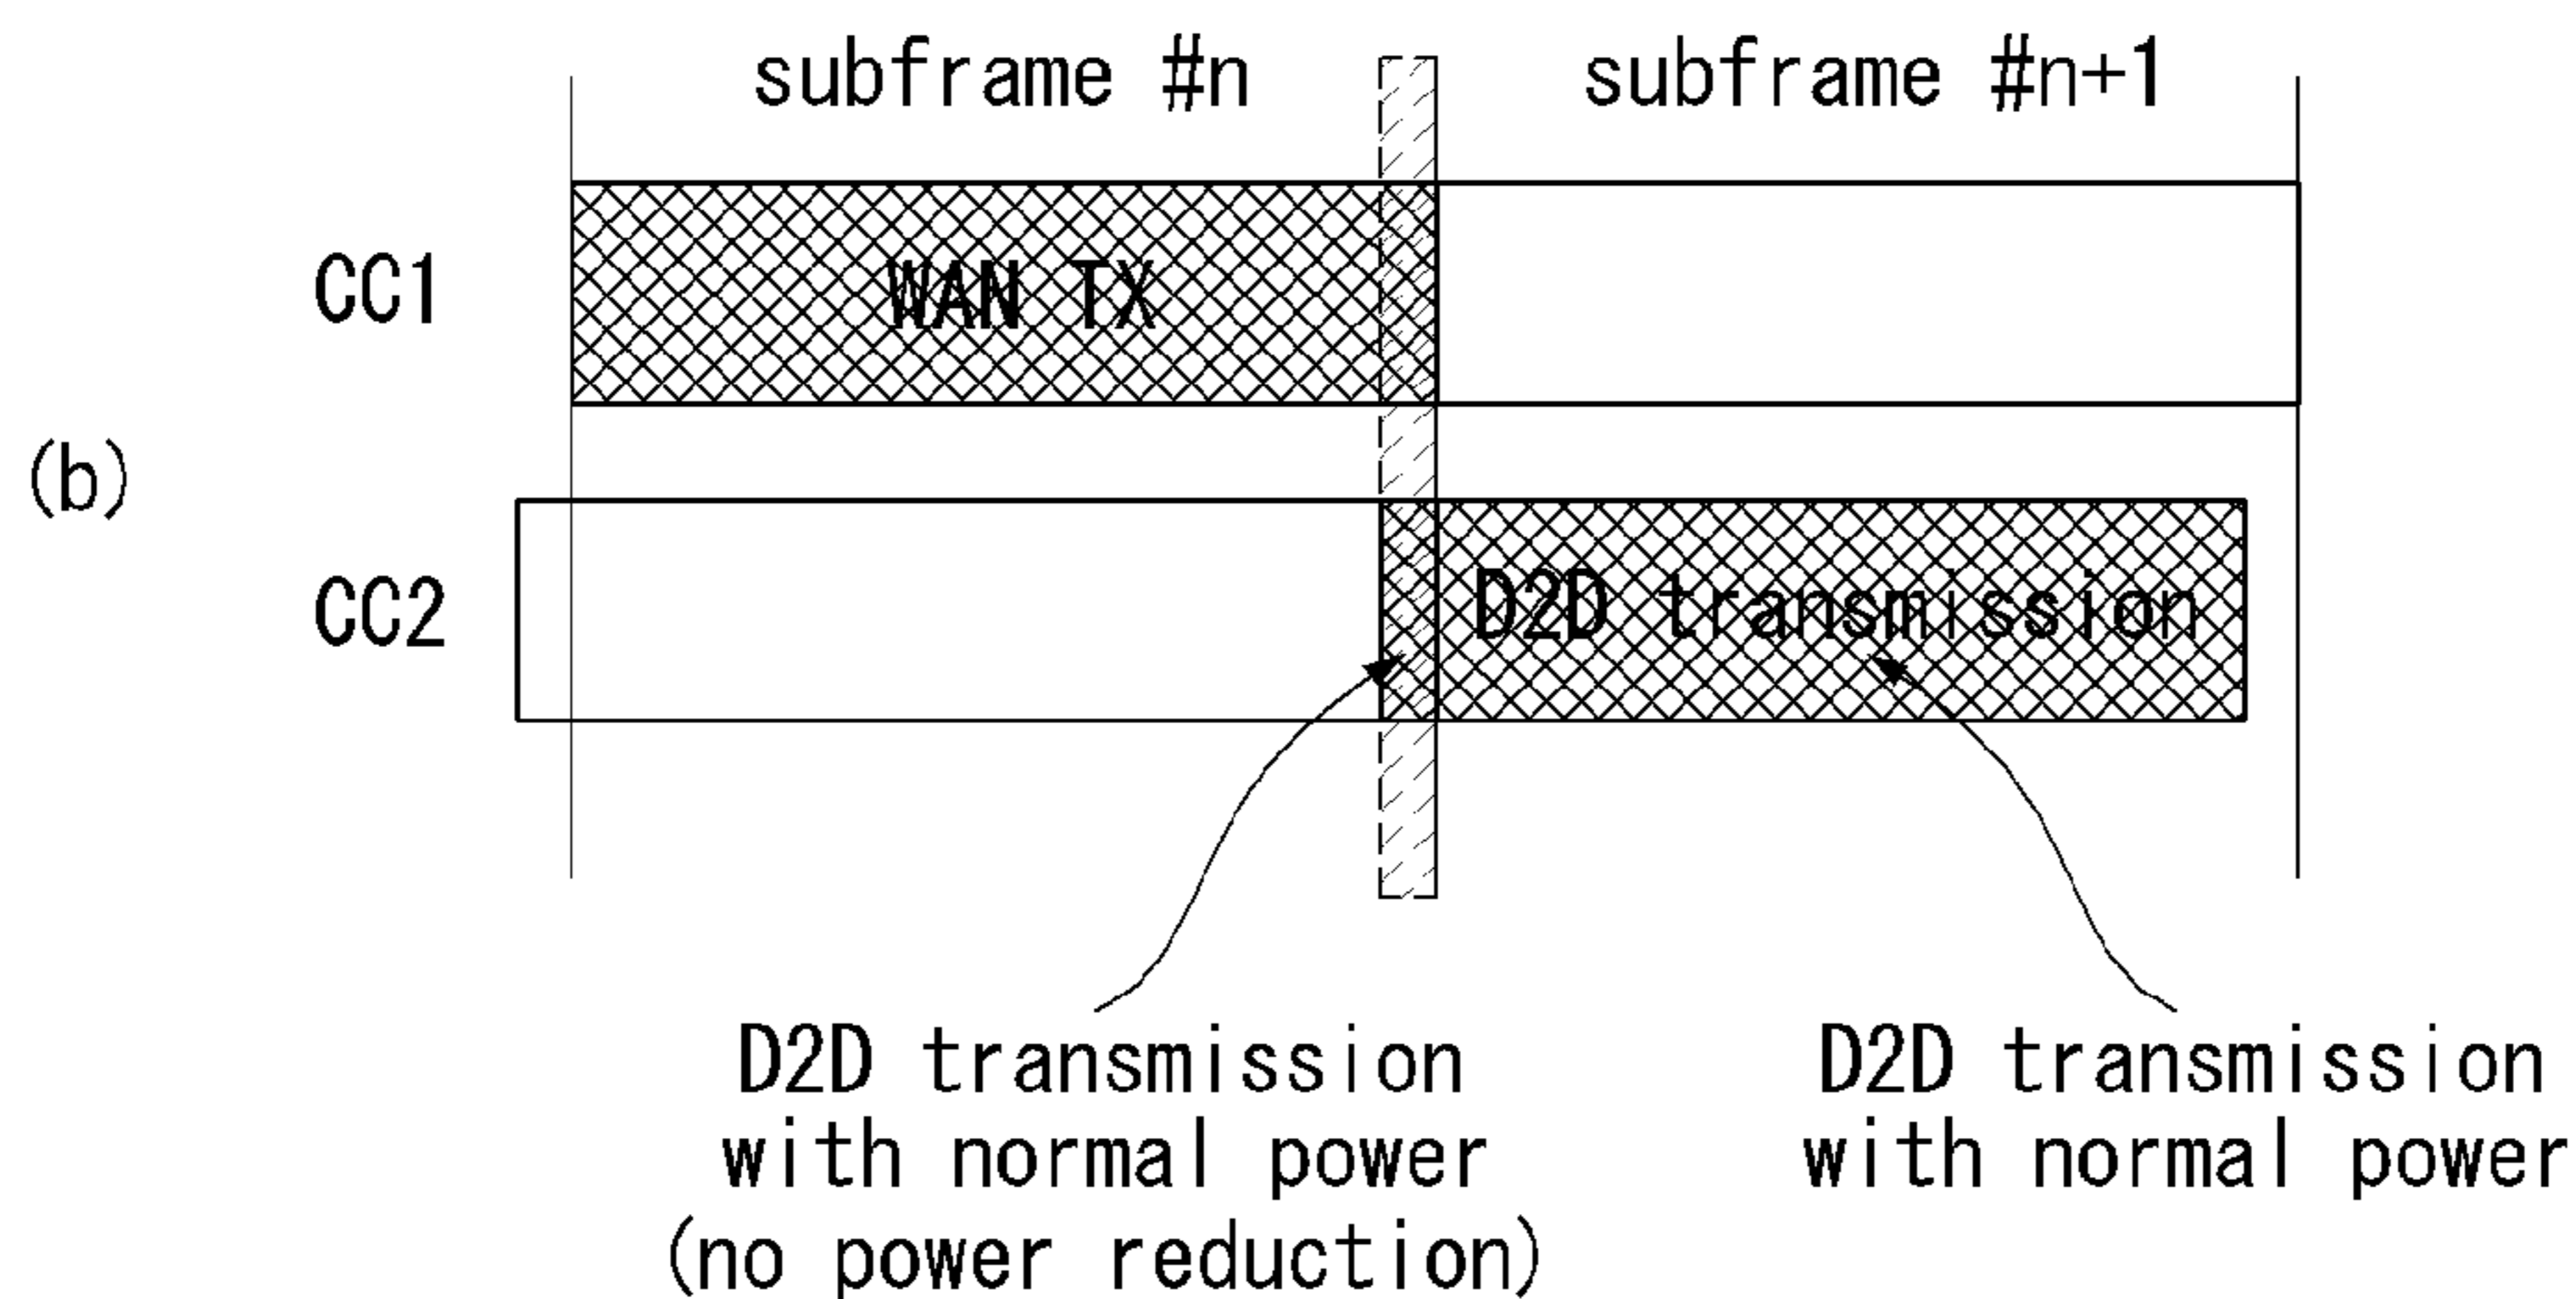 subframe #n subframe #n+1
CC1
WAN TX
(b)
CC2
D2D transmission
D2D transmission
with normal power
(no power reduction)
D2D transmission
with normal power